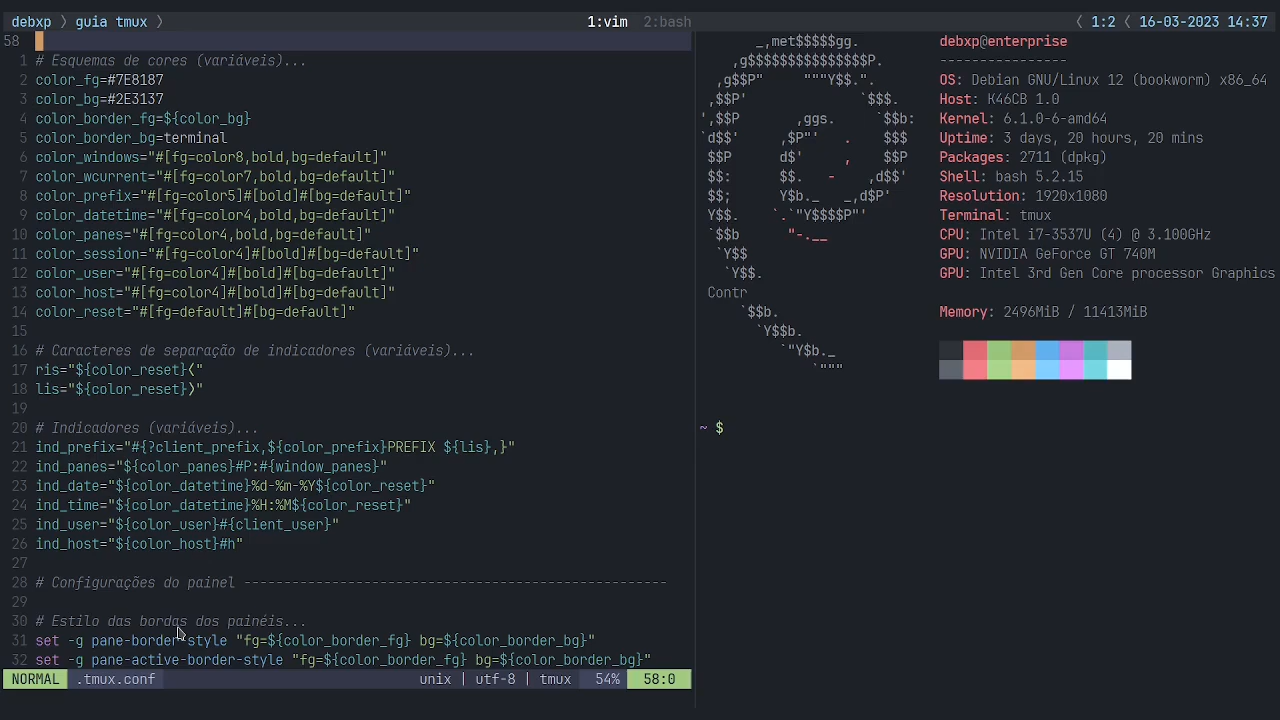 debxp 〉 guia tmux 〉 1:vim 2:bash 〈 1:2 〈 16-03-2023 14:37
58
1 # Esquemas de cores (variáveis)...
2 color_fg=#7E8187
3 color_bg=#2E3137
4 color_border_fg=${color_bg}
5 color_border_bg=terminal
6 color_windows="#[fg=color8,bold,bg=default]"
7 color_wcurrent="#[fg=color7,bold,bg=default]"
8 color_prefix="#[fg=color5]#[bold]#[bg=default]"
9 color_datetime="#[fg=color4,bold,bg=default]"
10 color_panes="#[fg=color4,bold,bg=default]"
11 color_session="#[fg=color4]#[bold]#[bg=default]"
12 color_user="#[fg=color4]#[bold]#[bg=default]"
13 color_host="#[fg=color4]#[bold]#[bg=default]"
14 color_reset="#[fg=default]#[bg=default]"
15
16 # Caracteres de separação de indicadores (variáveis)...
17 ris="${color_reset}〈"
18 lis="${color_reset}〉"
19
20 # Indicadores (variáveis)...
21 ind_prefix="#{?client_prefix,${color_prefix}PREFIX ${lis},}"
22 ind_panes="${color_panes}#P:#{window_panes}"
23 ind_date="${color_datetime}%d-%m-%Y${color_reset}"
24 ind_time="${color_datetime}%H:%M${color_reset}"
25 ind_user="${color_user}#{client_user}"
26 ind_host="${color_host}#h"
27
28 # Configurações do painel -----------------------------------------------------
29
30 # Estilo das bordas dos painéis...
31 set -g pane-border-style "fg=${color_border_fg} bg=${color_border_bg}"
32 set -g pane-active-border-style "fg=${color_border_fg} bg=${color_border_bg}"
NORMAL .tmux.conf unix | utf-8 | tmux 54% 58:0
_,met$$$$$gg. debxp@enterprise
,g$$$$$$$$$$$$$$$P. ----------------
,g$$P" """Y$$.". OS: Debian GNU/Linux 12 (bookworm) x86_64
,$$P' `$$$. Host: K46CB 1.0
',$$P ,ggs. `$$b: Kernel: 6.1.0-6-amd64
`d$$' ,$P"' . $$$ Uptime: 3 days, 20 hours, 20 mins
$$P d$' , $$P Packages: 2711 (dpkg)
$$: $$. - ,d$$' Shell: bash 5.2.15
$$; Y$b._ _,d$P' Resolution: 1920x1080
Y$$. `.`"Y$$$$P"' Terminal: tmux
`$$b "-.__ CPU: Intel i7-3537U (4) @ 3.100GHz
`Y$$ GPU: NVIDIA GeForce GT 740M
`Y$$. GPU: Intel 3rd Gen Core processor Graphics
Contr
`$$b. Memory: 2496MiB / 11413MiB
`Y$$b.
`"Y$b._
`"""
~ $